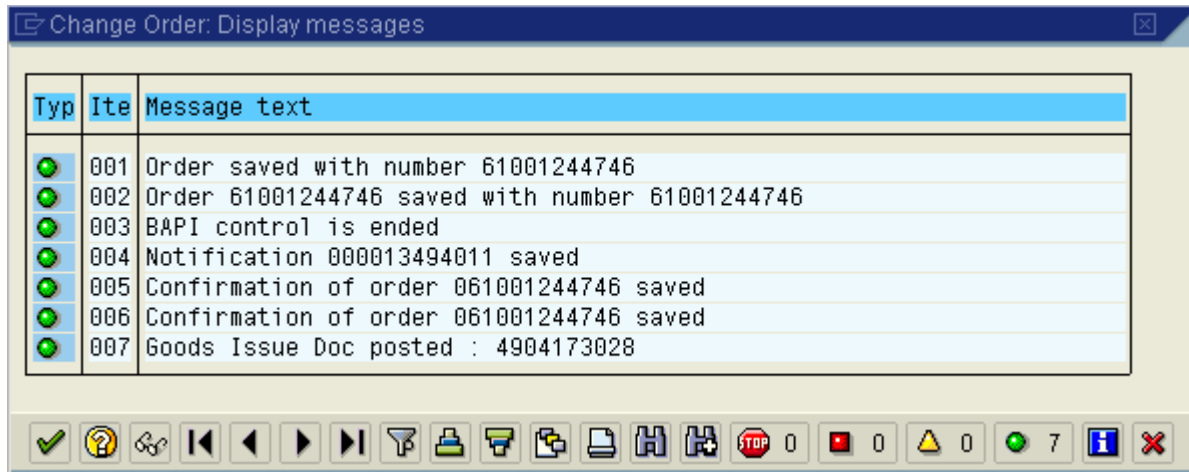 Change Order: Display messages
Typ Ite Message text
001 Order saved with number 61001244746
002 Order 61001244746 saved with number 61001244746
003 BAPI control is ended
004 Notification 000013494011 saved
005 Confirmation of order 061001244746 saved
006 Confirmation of order 061001244746 saved
007 Goods Issue Doc posted : 4904173028
STOP 0 0 0 7